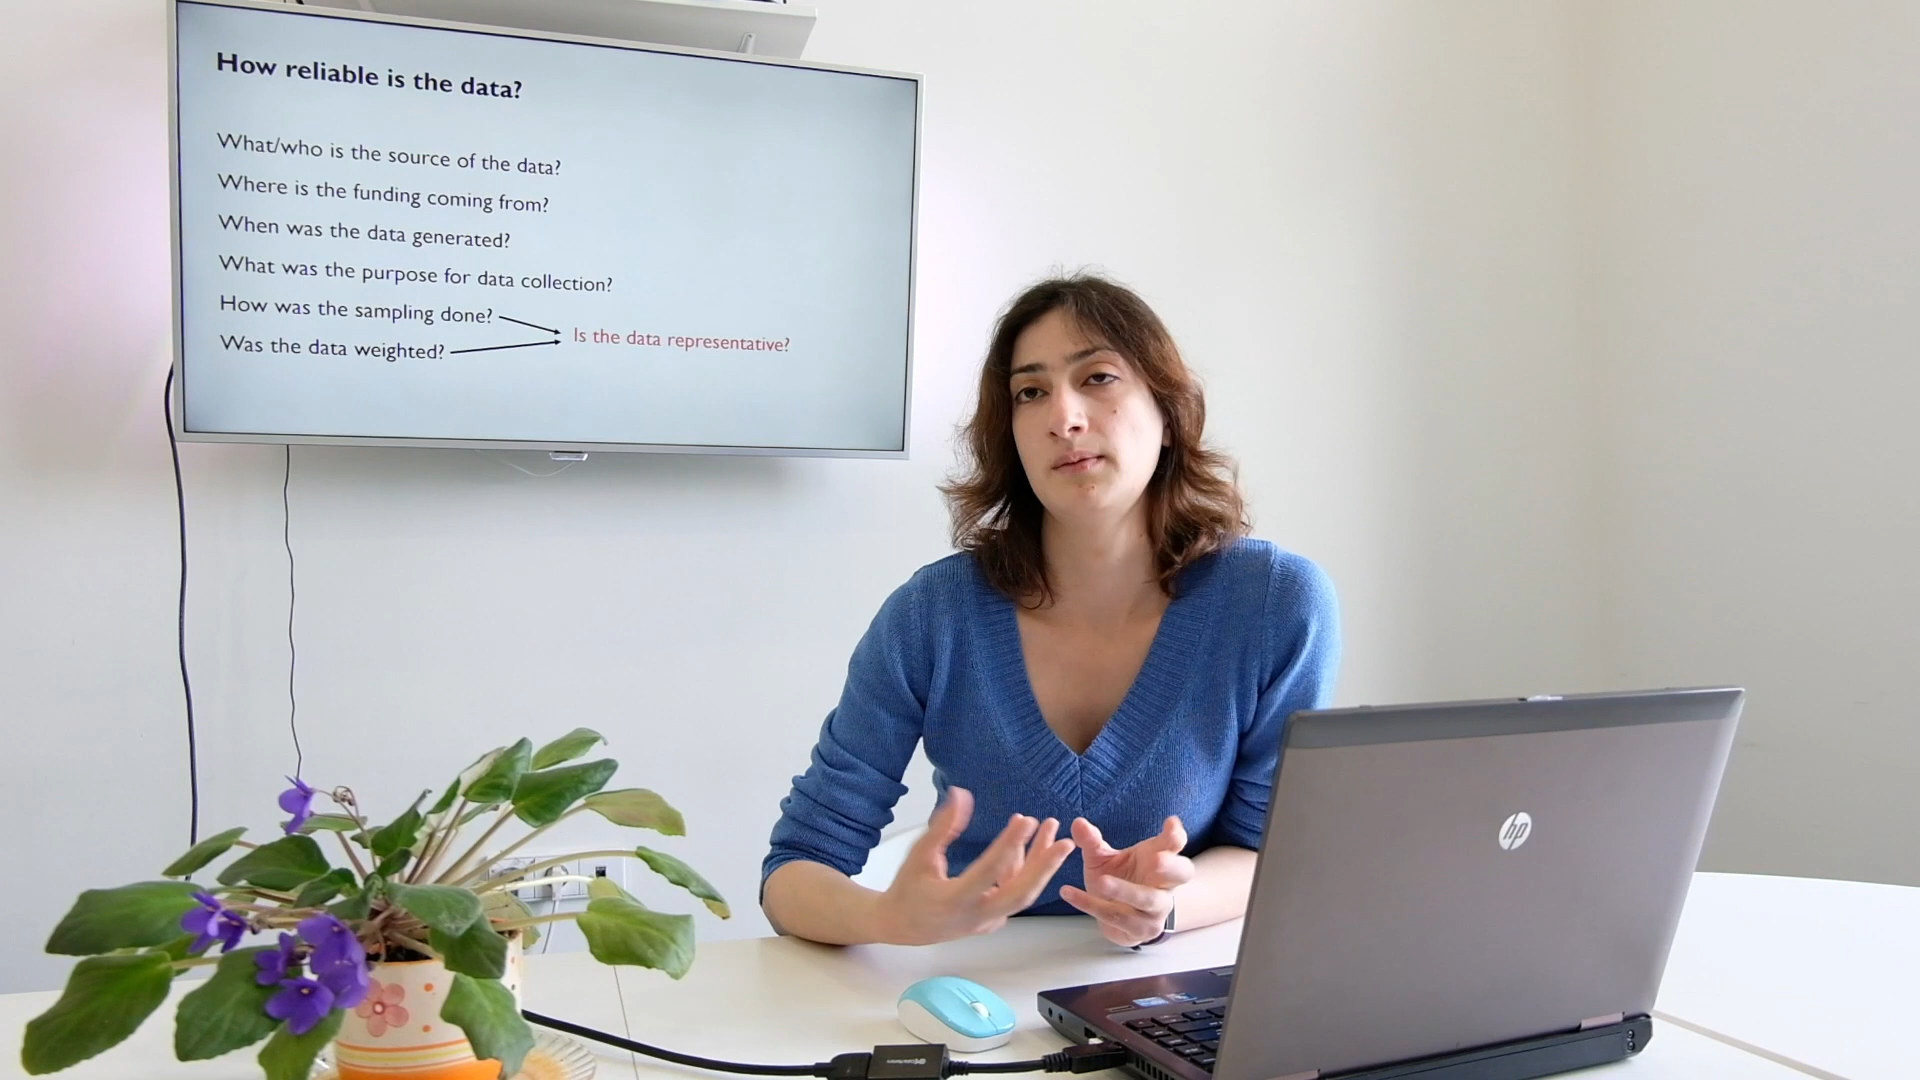 How reliable is the data?
What/who is the source of the data?
Where is the funding coming from?
When was the data generated?
What was the purpose for data collection?
How was the sampling done?
Was the data weighted?
Is the data representative?
hp